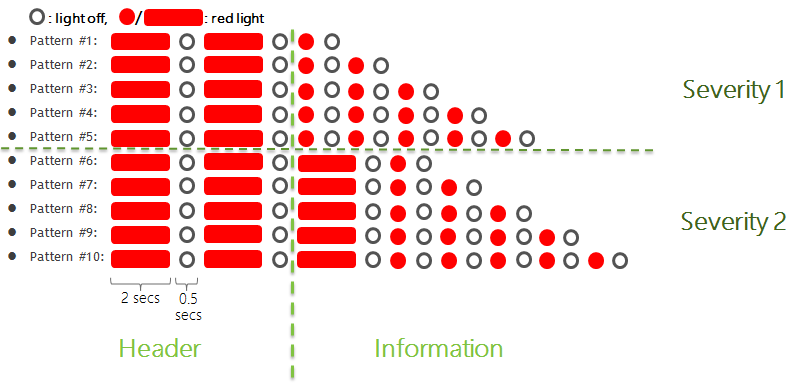 : light off, / : red light
Pattern #1:
Pattern #2:
Pattern #3:
Pattern #4:
Pattern #5:
Severity 1
Pattern #6:
Pattern #7:
Pattern #8:
Pattern #9:
Pattern #10:
Severity 2
2 secs
0.5
secs
Header
Information